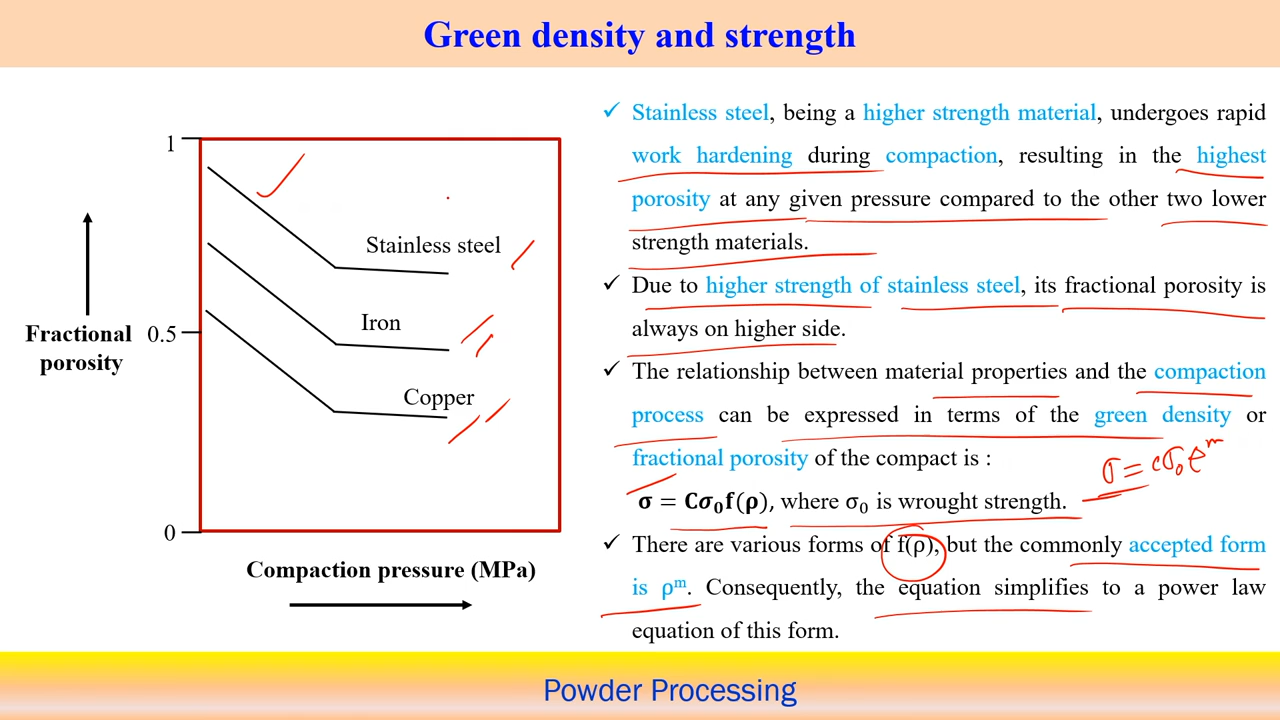 Green density and strength
1
Stainless steel
Iron
Fractional
porosity
0.5
Copper
0
Compaction pressure (MPa)
✓ Stainless steel, being a higher strength material, undergoes rapid
work hardening during compaction, resulting in the highest
porosity at any given pressure compared to the other two lower
strength materials.
✓ Due to higher strength of stainless steel, its fractional porosity is
always on higher side.
✓ The relationship between material properties and the compaction
process can be expressed in terms of the green density or
fractional porosity of the compact is :
σ = Cσ₀f(ρ), where σ₀ is wrought strength.
σ = cσ₀ρᵐ
✓ There are various forms of f(ρ), but the commonly accepted form
is ρᵐ. Consequently, the equation simplifies to a power law
equation of this form.
Powder Processing